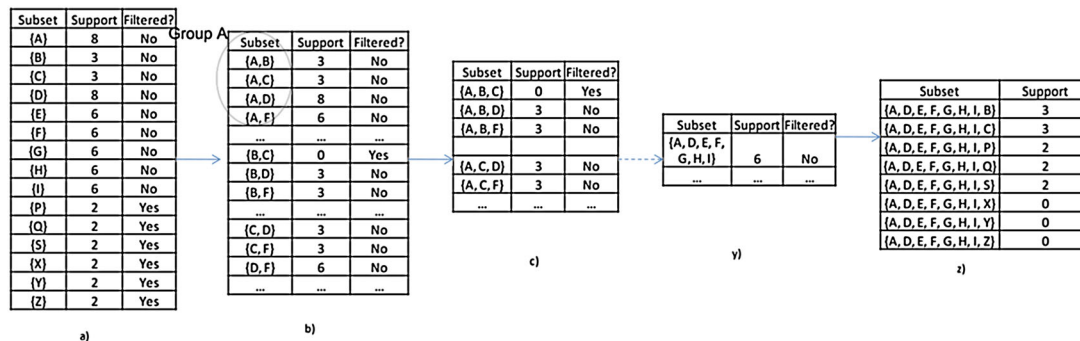 Subset Support Filtered?
{A} 8 No
{B} 3 No
{C} 3 No
{D} 8 No
{E} 6 No
{F} 6 No
{G} 6 No
{H} 6 No
{I} 6 No
{P} 2 Yes
{Q} 2 Yes
{S} 2 Yes
{X} 2 Yes
{Y} 2 Yes
{Z} 2 Yes
a)
Group A
Subset Support Filtered?
{A,B} 3 No
{A,C} 3 No
{A,D} 8 No
{A,F} 6 No
... ... ...
{B,C} 0 Yes
{B,D} 3 No
{B,F} 3 No
... ... ...
{C,D} 3 No
{C,F} 3 No
{D,F} 6 No
... ... ...
b)
Subset Support Filtered?
{A, B, C} 0 Yes
{A, B, D} 3 No
{A, B, F} 3 No
{A, C, D} 3 No
{A, C, F} 3 No
... ... ...
c)
Subset Support Filtered?
{A, D, E, F,
G, H, I} 6 No
... ... ...
y)
Subset Support
{A, D, E, F, G, H, I, B} 3
{A, D, E, F, G, H, I, C} 3
{A, D, E, F, G, H, I, P} 2
{A, D, E, F, G, H, I, Q} 2
{A, D, E, F, G, H, I, S} 2
{A, D, E, F, G, H, I, X} 0
{A, D, E, F, G, H, I, Y} 0
{A, D, E, F, G, H, I, Z} 0
z)